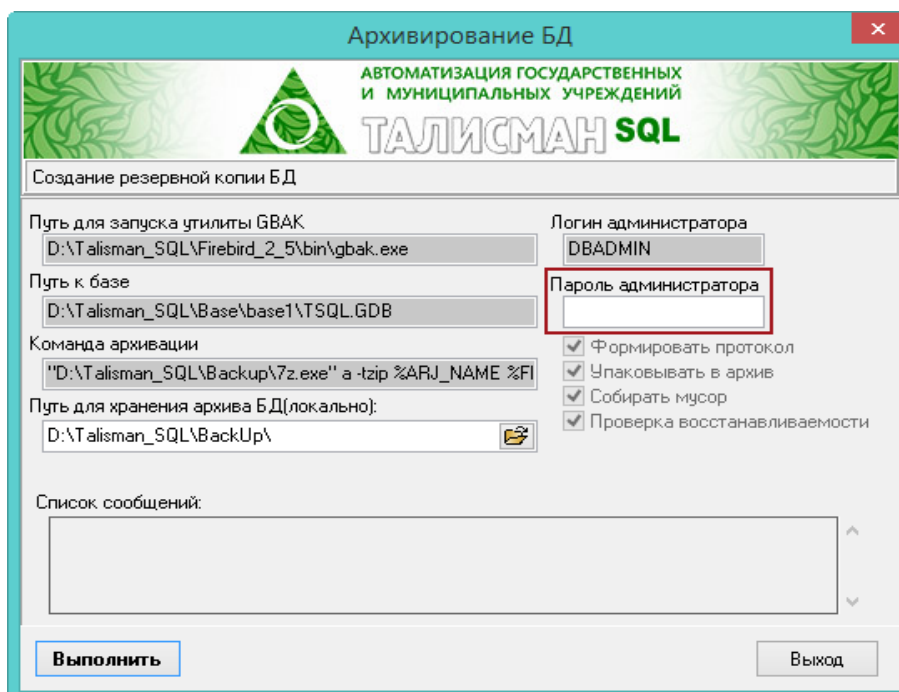 Архивирование БД
АВТОМАТИЗАЦИЯ ГОСУДАРСТВЕННЫХ
И МУНИЦИПАЛЬНЫХ УЧРЕЖДЕНИЙ
ТАЛИСМАН SQL
Создание резервной копии БД
Путь для запуска утилиты GBAK
D:\Talisman_SQL\Firebird_2_5\bin\gbak.exe
Путь к базе
D:\Talisman_SQL\Base\base1\TSQL.GDB
Команда архивации
"D:\Talisman_SQL\Backup\7z.exe" a -tzip %ARJ_NAME %FI
Путь для хранения архива БД(локально):
D:\Talisman_SQL\BackUp\
Логин администратора
DBADMIN
Пароль администратора
Формировать протокол
Упаковывать в архив
Собирать мусор
Проверка восстанавливаемости
Список сообщений:
Выполнить
Выход